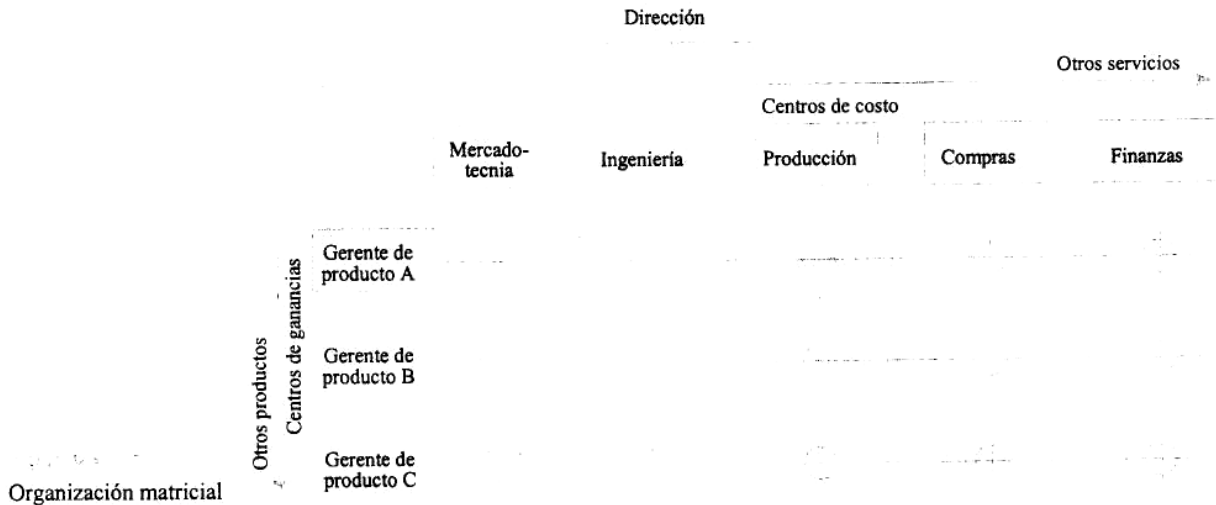 Dirección
Otros servicios
Centros de costo
Mercado-
tecnia
Ingeniería
Producción
Compras
Finanzas
Otros productos
Centros de ganancias
Gerente de
producto A
Gerente de
producto B
Gerente de
producto C
Organización matricial